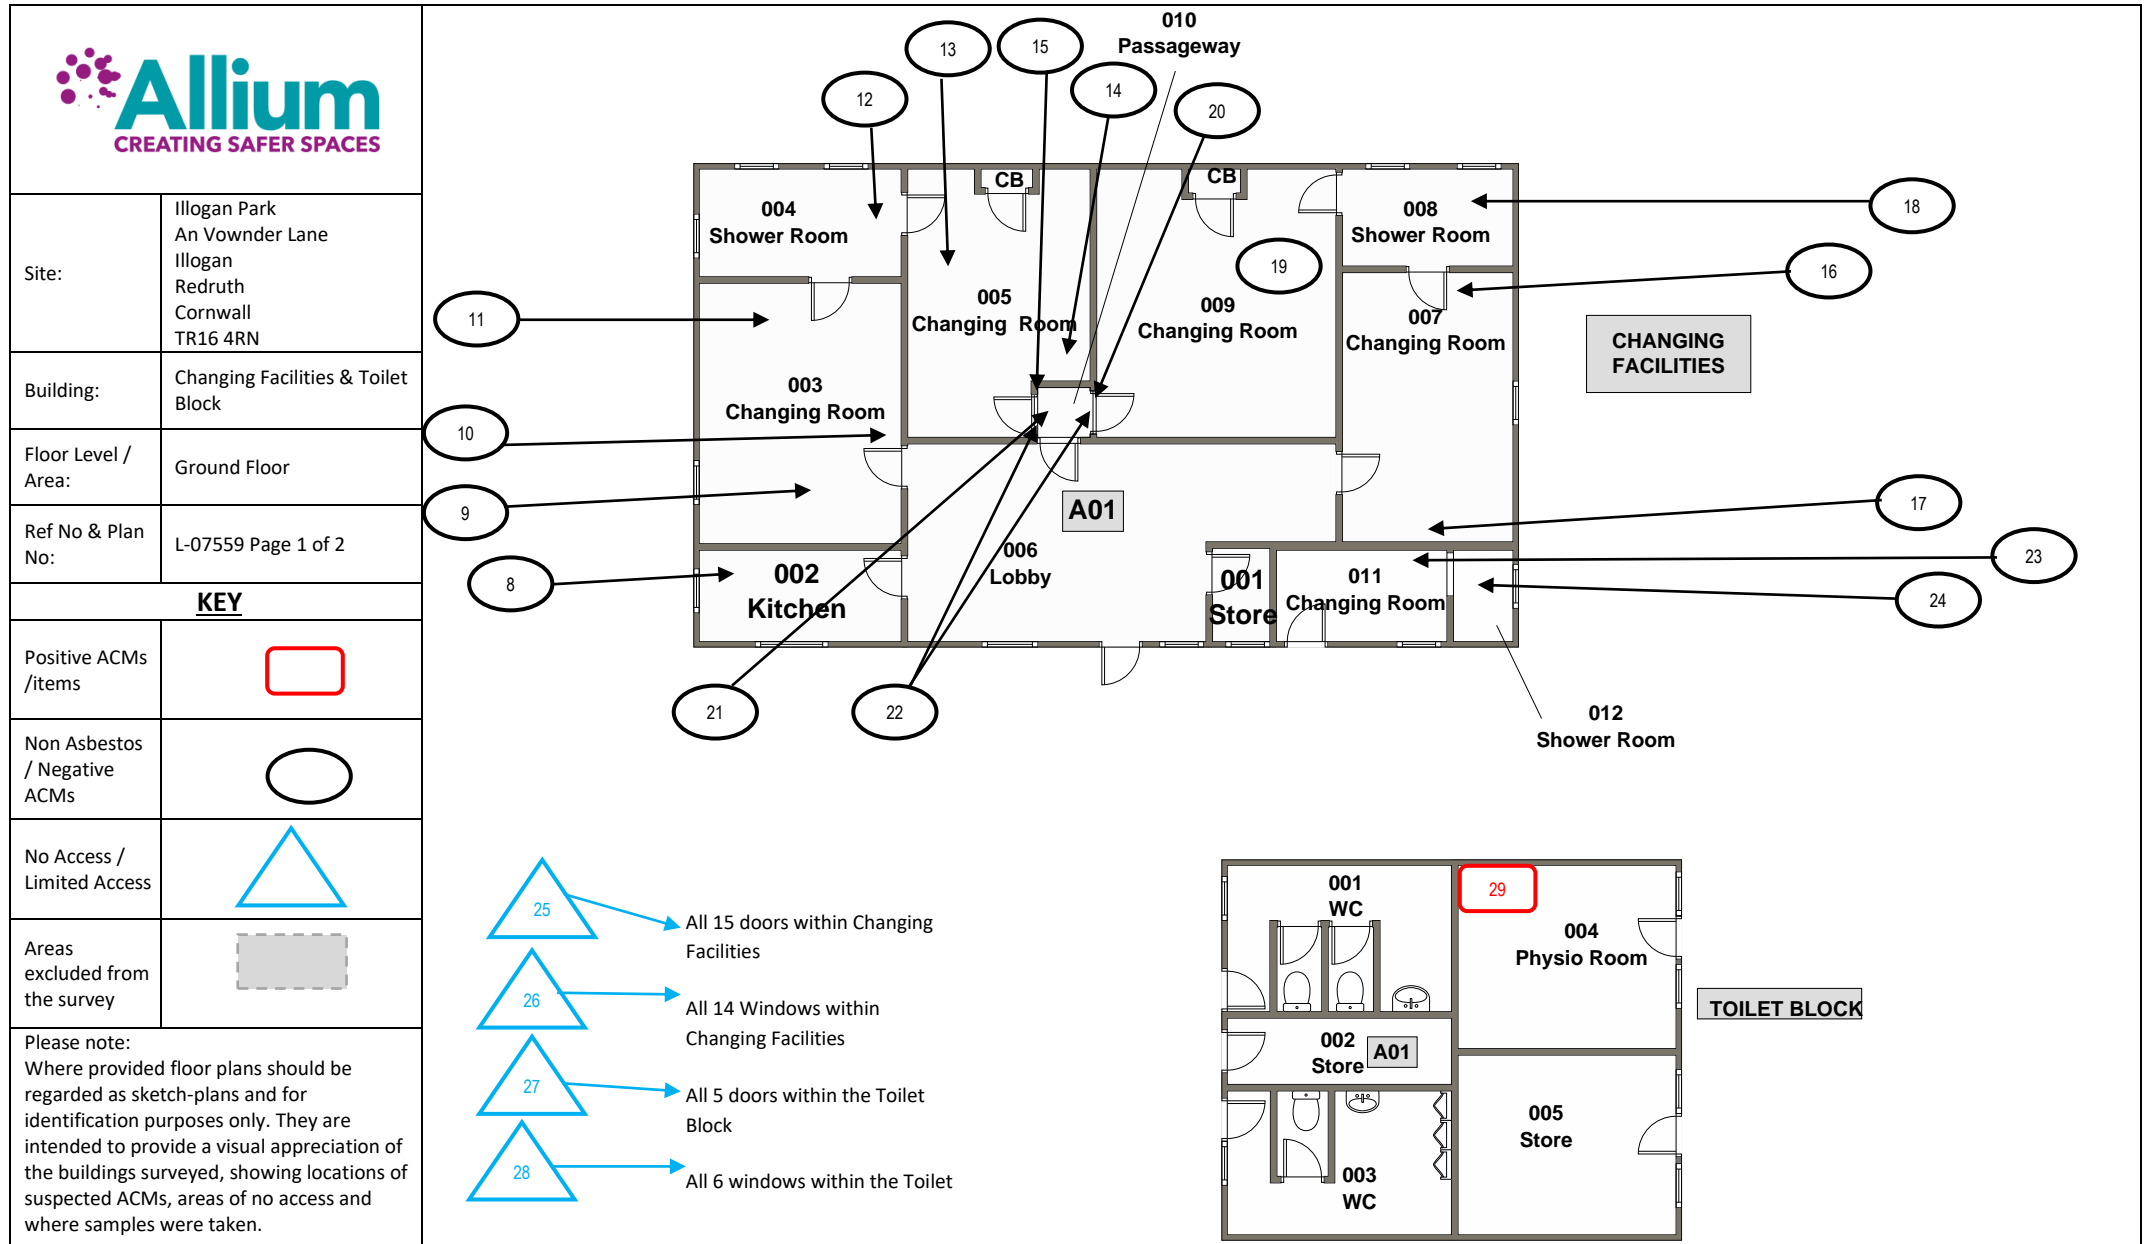 Allium
CREATING SAFER SPACES
Site:
Illogan Park
An Vownder Lane
Illogan
Redruth
Cornwall
TR16 4RN
Building:
Changing Facilities & Toilet
Block
Floor Level /
Area:
Ground Floor
Ref No & Plan
No:
L-07559 Page 1 of 2
KEY
Positive ACMs
/items
Non Asbestos
/ Negative
ACMs
No Access /
Limited Access
Areas
excluded from
the survey
Please note:
Where provided floor plans should be
regarded as sketch-plans and for
identification purposes only. They are
intended to provide a visual appreciation of
the buildings surveyed, showing locations of
suspected ACMs, areas of no access and
where samples were taken.
010
Passageway
13
15
14
12
20
CB
CB
004
Shower Room
008
Shower Room
18
19
16
11
005
Changing Room
009
Changing Room
007
Changing Room
CHANGING
FACILITIES
003
Changing Room
10
9
A01
17
006
Lobby
23
8
002
Kitchen
001
Store
011
Changing Room
24
21
22
012
Shower Room
25
All 15 doors within Changing
Facilities
26
All 14 Windows within
Changing Facilities
27
All 5 doors within the Toilet
Block
28
All 6 windows within the Toilet
001
WC
29
004
Physio Room
TOILET BLOCK
002
Store
A01
005
Store
003
WC